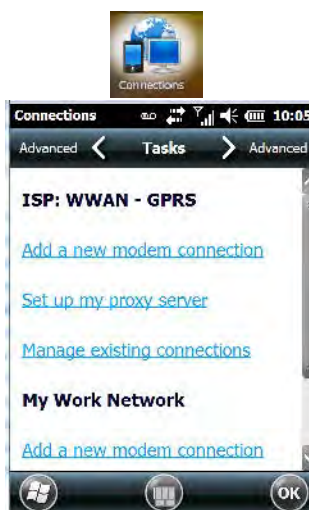 Connections
Connections 10:05
Advanced Tasks Advanced
ISP: WWAN - GPRS
Add a new modem connection
Set up my proxy server
Manage existing connections
My Work Network
Add a new modem connection
OK